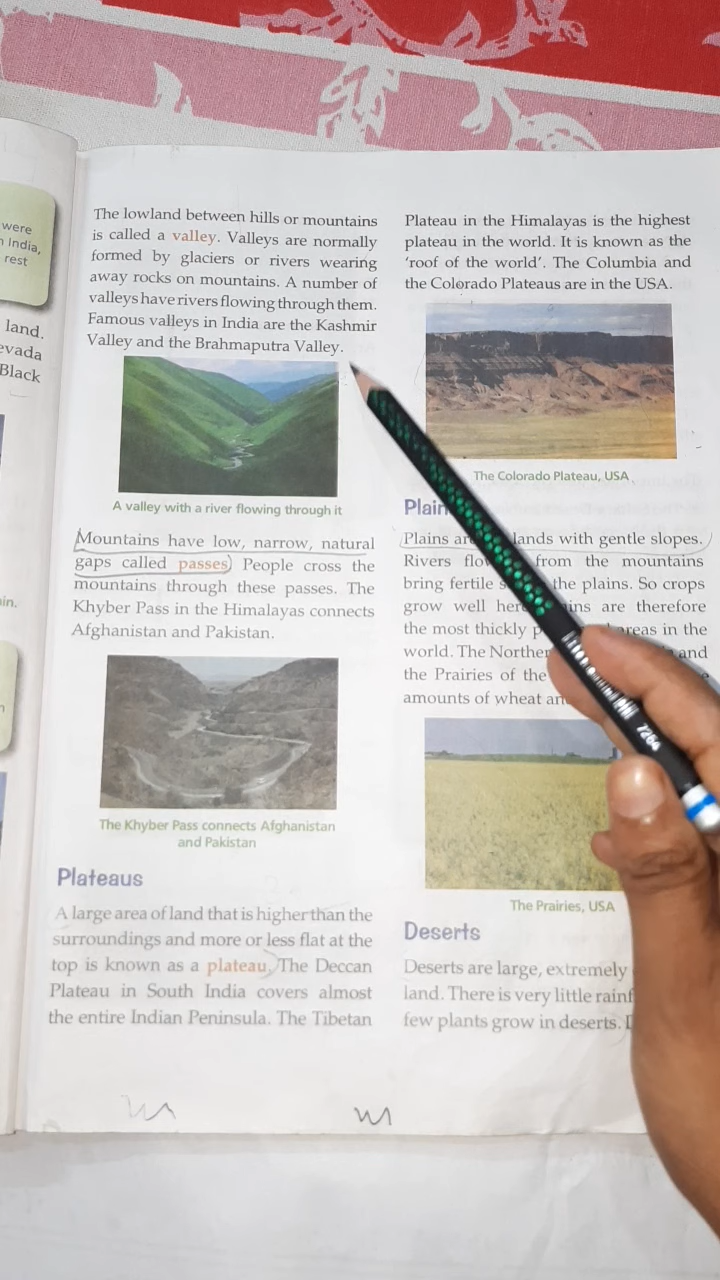 were
India,
rest
land.
evada
Black
in.
The lowland between hills or mountains
is called a valley. Valleys are normally
formed by glaciers or rivers wearing
away rocks on mountains. A number of
valleys have rivers flowing through them.
Famous valleys in India are the Kashmir
Valley and the Brahmaputra Valley.
A valley with a river flowing through it
Mountains have low, narrow, natural
gaps called passes. People cross the
mountains through these passes. The
Khyber Pass in the Himalayas connects
Afghanistan and Pakistan.
The Khyber Pass connects Afghanistan
and Pakistan
Plateaus
A large area of land that is higher than the
surroundings and more or less flat at the
top is known as a plateau. The Deccan
Plateau in South India covers almost
the entire Indian Peninsula. The Tibetan
Plateau in the Himalayas is the highest
plateau in the world. It is known as the
'roof of the world'. The Columbia and
the Colorado Plateaus are in the USA.
The Colorado Plateau, USA
Plain
Plains are lands with gentle slopes.
Rivers from the mountains
bring fertile the plains. So crops
grow well are therefore
the most thickly areas in the
world. The Norther and
the Prairies of the
amounts of wheat
The Prairies, USA
Deserts
Deserts are large, extremely
land. There is very little rainf
few plants grow in deserts.
7264